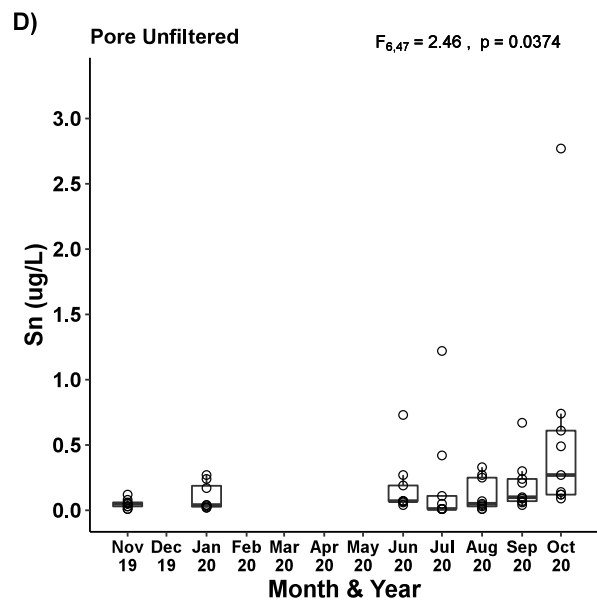 D)
Pore Unfiltered
F6,47 = 2.46 , p = 0.0374
3.0
2.5
2.0
1.5
1.0
0.5
0.0
Sn (ug/L)
Nov Dec Jan Feb Mar Apr May Jun Jul Aug Sep Oct
19 19 20 20 20 20 20 20 20 20 20 20
Month & Year